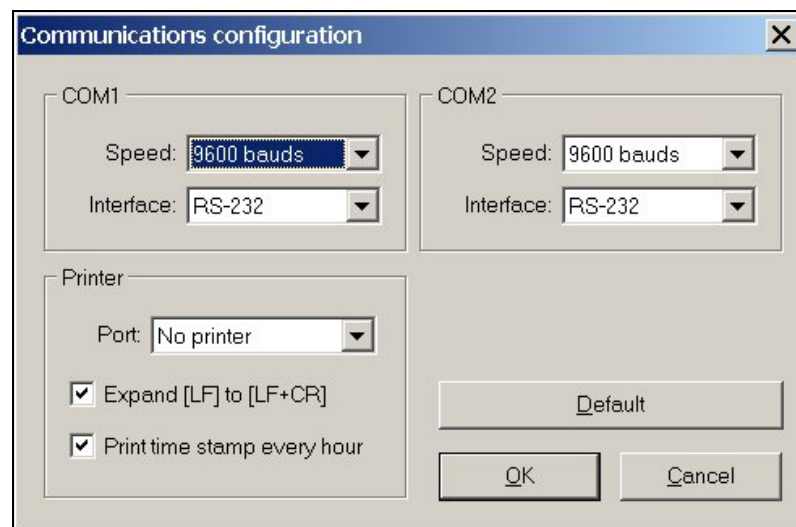 Communications configuration
COM1
Speed: 9600 bauds
Interface: RS-232
COM2
Speed: 9600 bauds
Interface: RS-232
Printer
Port: No printer
Expand [LF] to [LF+CR]
Print time stamp every hour
Default
OK
Cancel